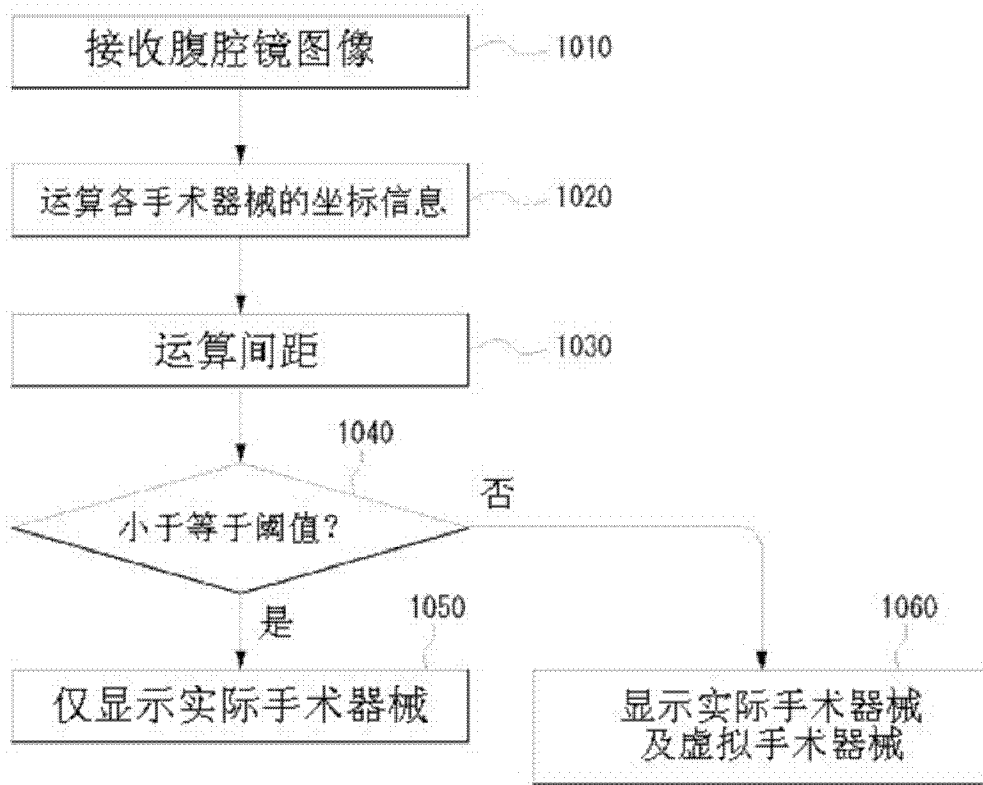 接收腹腔镜图像
1010
运算各手术器械的坐标信息
1020
运算间距
1030
1040
小于等于阈值?
否
是
1050
仅显示实际手术器械
1060
显示实际手术器械
及虚拟手术器械